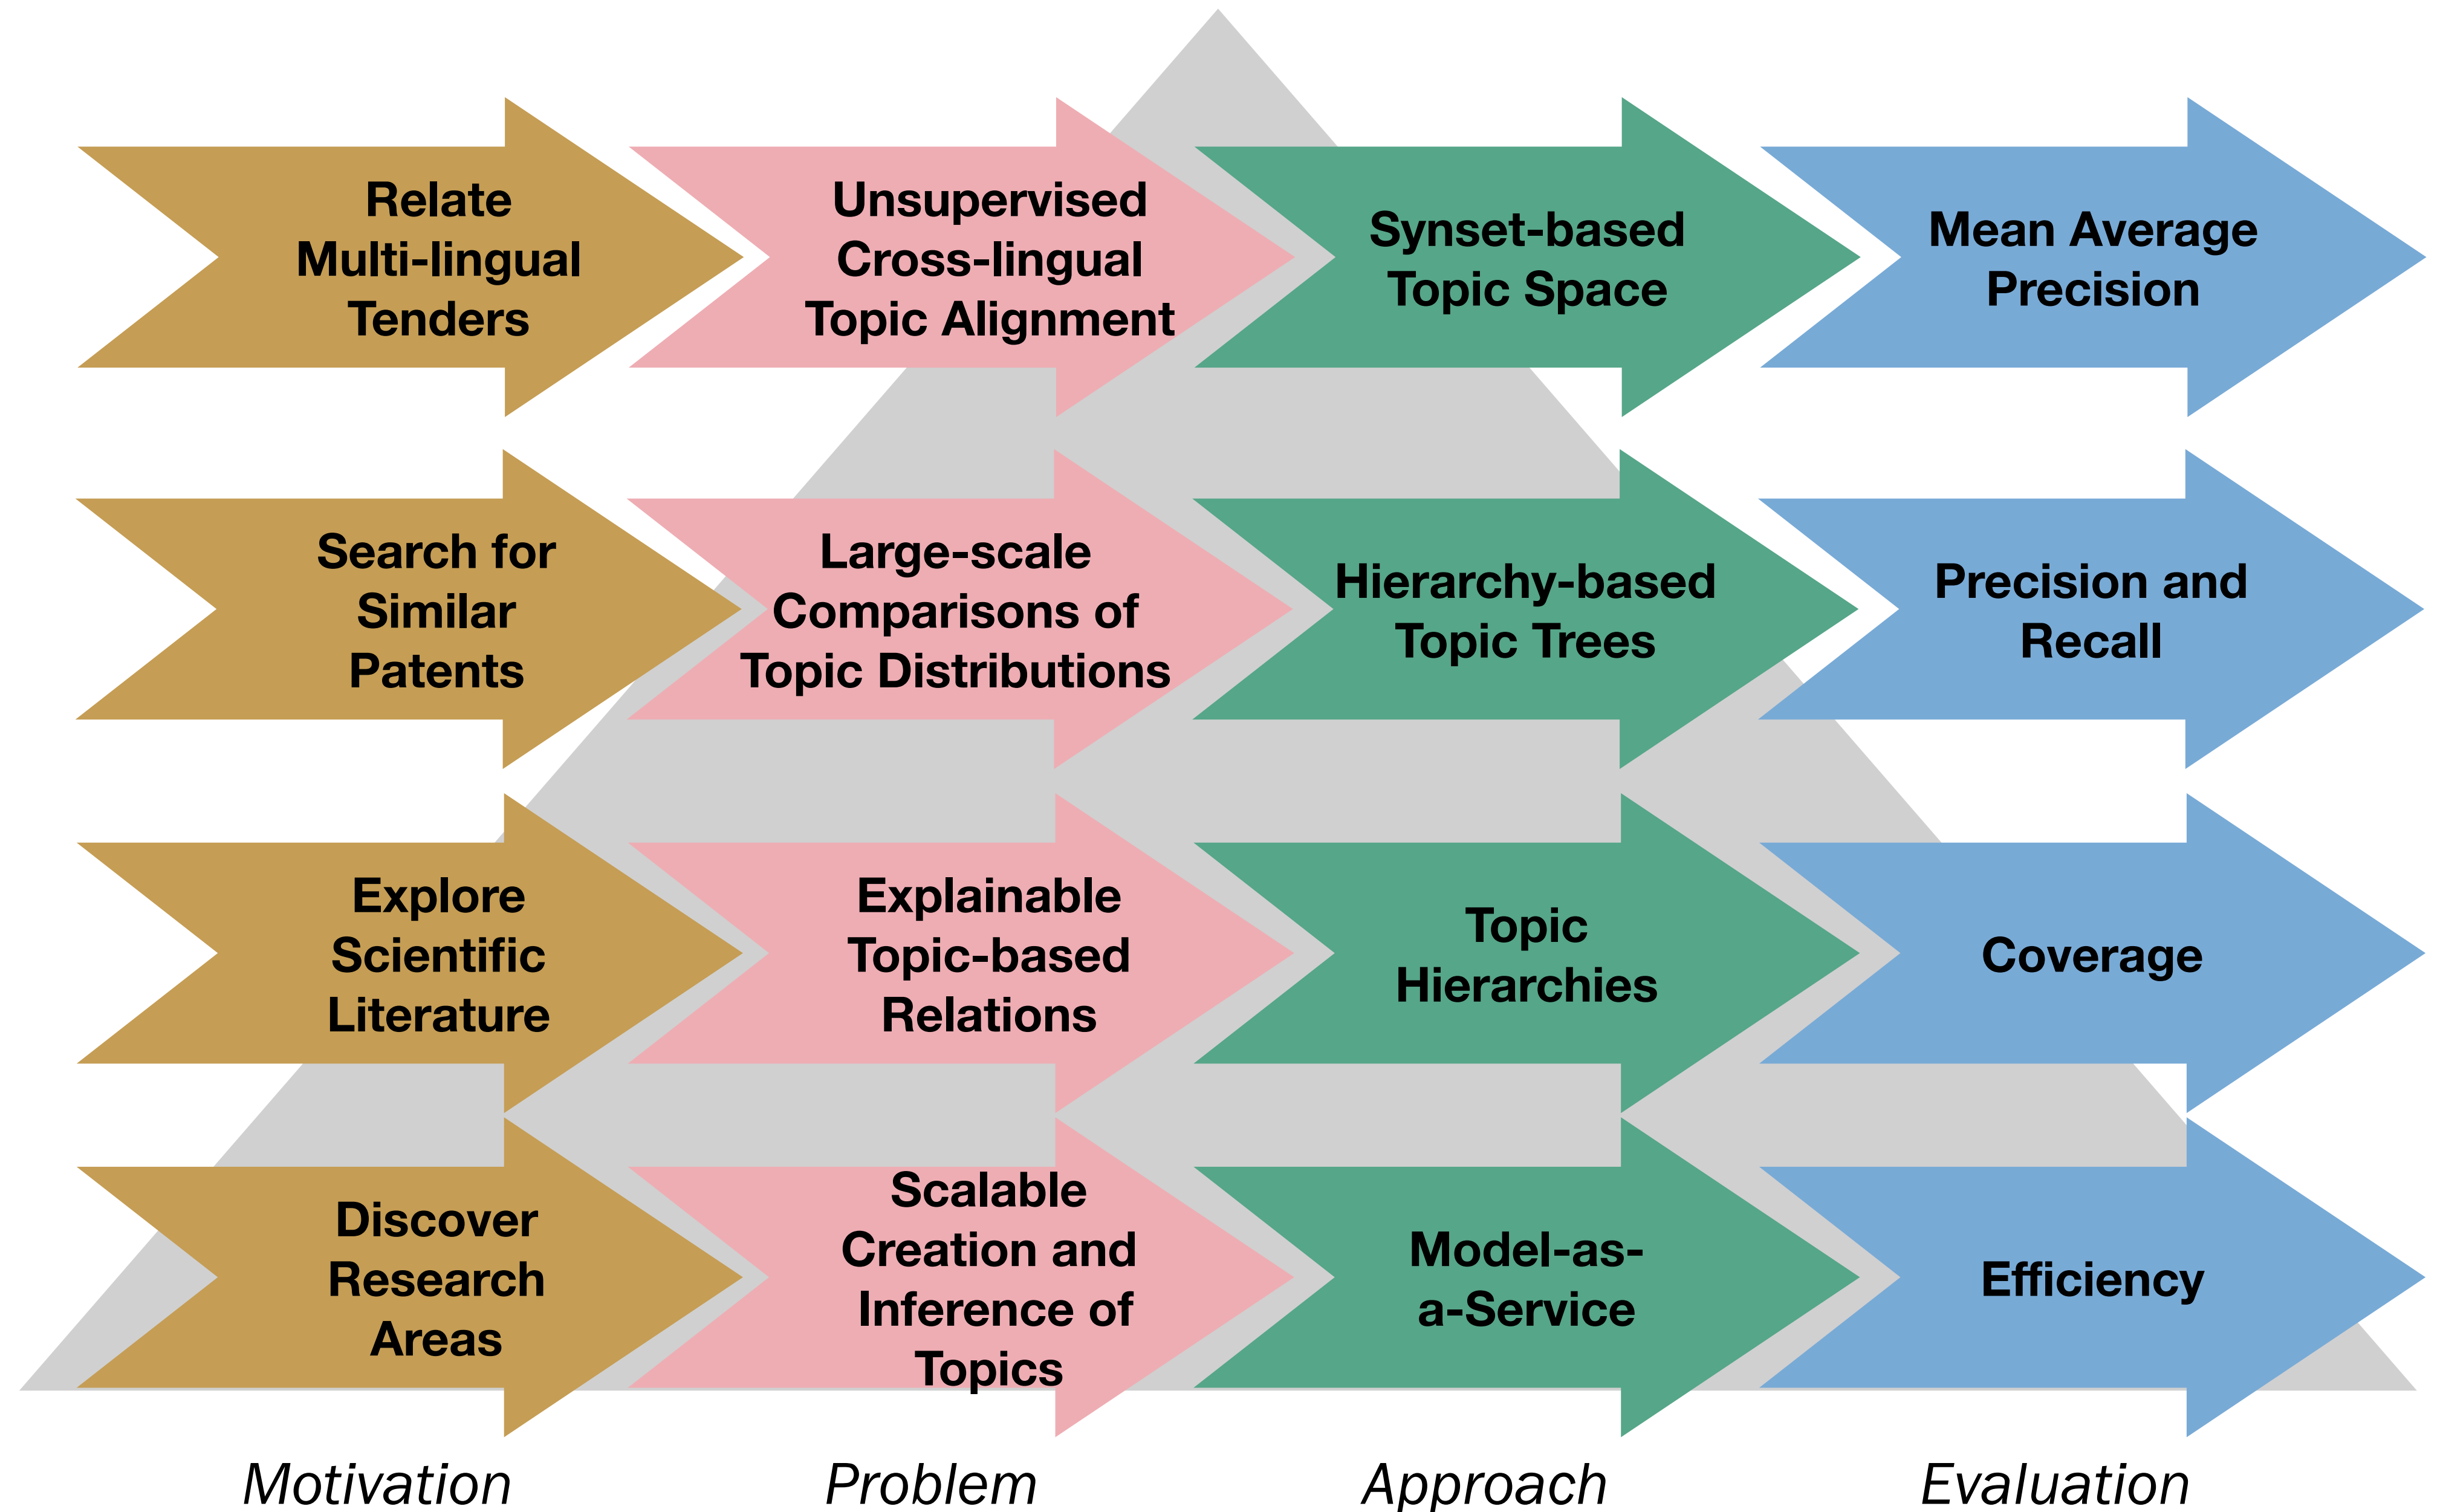 Relate
Multi-lingual
Tenders
Unsupervised
Cross-lingual
Topic Alignment
Synset-based
Topic Space
Mean Average
Precision
Search for
Similar
Patents
Large-scale
Comparisons of
Topic Distributions
Hierarchy-based
Topic Trees
Precision and
Recall
Explore
Scientific
Literature
Explainable
Topic-based
Relations
Topic
Hierarchies
Coverage
Discover
Research
Areas
Scalable
Creation and
Inference of
Topics
Model-as-
a-Service
Efficiency
Motivation
Problem
Approach
Evaluation